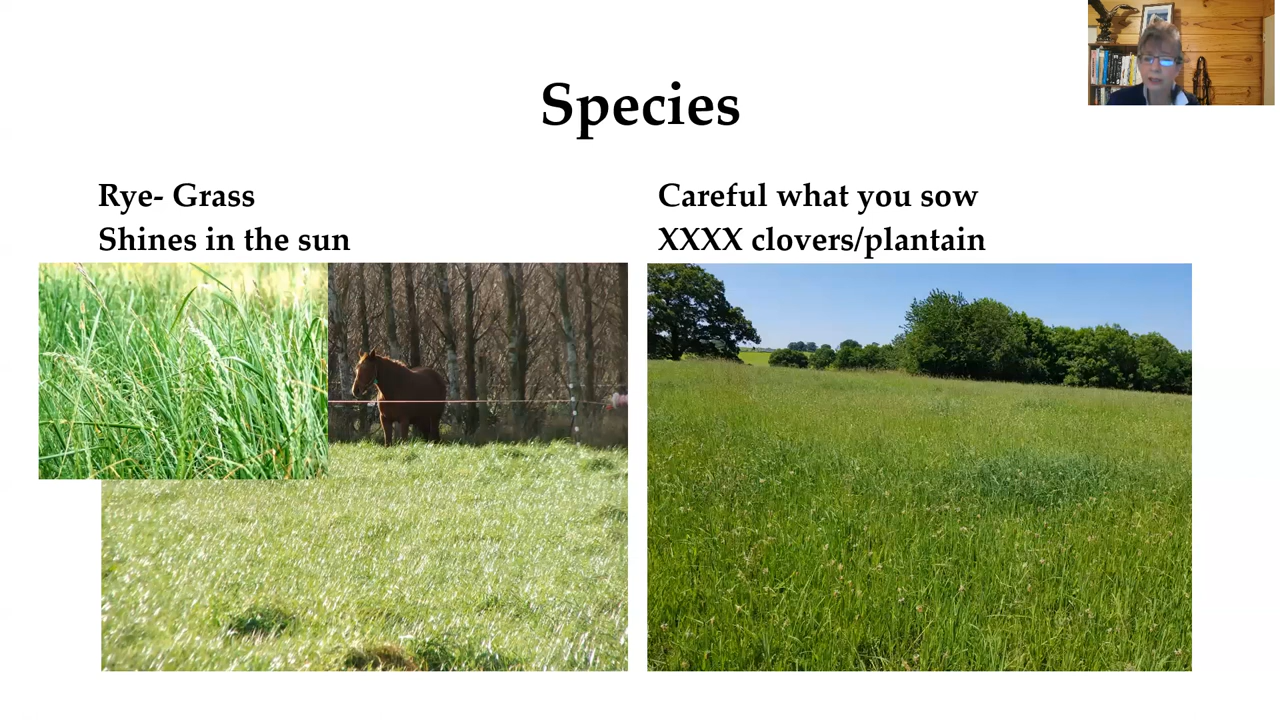 Species
Rye- Grass
Shines in the sun
Careful what you sow
XXXX clovers/plantain